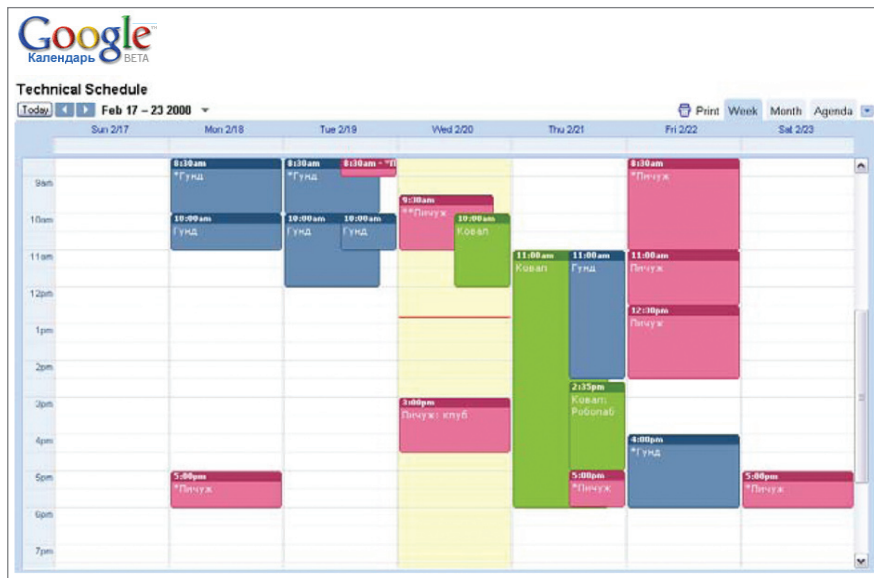 Google
Календарь BETA
Technical Schedule
Today Feb 17 – 23 2000 Print Week Month Agenda
Sun 2/17 Mon 2/18 Tue 2/19 Wed 2/20 Thu 2/21 Fri 2/22 Sat 2/23
8:30am 8:30am 8:30am - *П 8:30am
*Гунд *Гунд *Пичуж
9am
9:30am
**Пичуж
10am 10:00am 10:00am 10:00am 10:00am
Гунд Гунд Гунд Ковал
11am 11:00am 11:00am 11:00am
Ковал Гунд Пичуж
12pm
12:30pm
Пичуж
1pm
2pm
2:35pm
Ковал:
Роболаб
3pm 3:00pm
Пичуж: клуб
4pm 4:00pm
*Гунд
5pm 5:00pm 5:00pm 5:00pm
*Пичуж *Пичуж *Пичуж
6pm
7pm